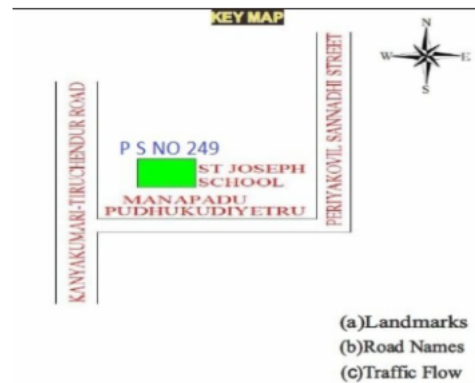 KEY MAP
N
W E
S
P S NO 249
ST JOSEPH
SCHOOL
MANAPADU
PUDHUKUDIYETRU
KANYAKUMARI-TIRUCHENDUR ROAD
PERIYAKOVIL SANNADHI STREET
(a)Landmarks
(b)Road Names
(c)Traffic Flow